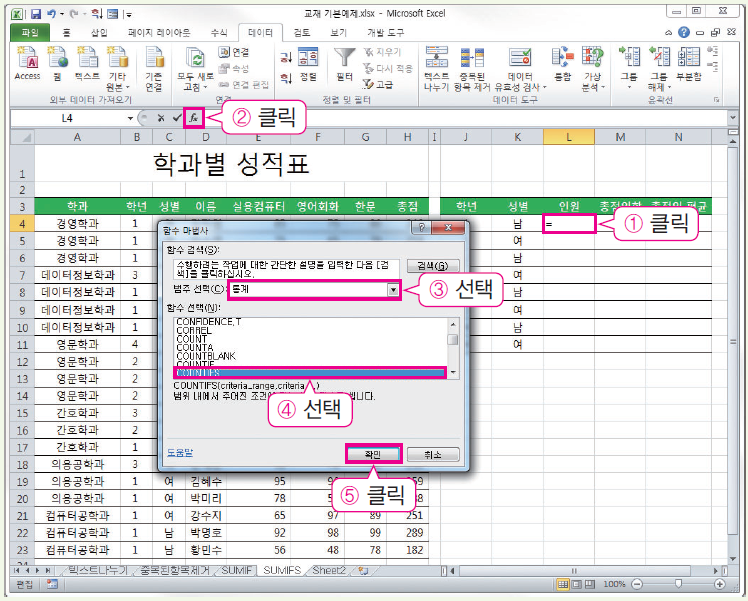 교재 기본예제.xlsx - Microsoft Excel
파일 홈 삽입 페이지 레이아웃 수식 데이터 검토 보기 개발 도구
Access 웹 텍스트 기타 원본 기존 연결 모두 새로 고침 연결 속성 연결 편집 정렬 필터 지우기 다시 적용 고급 텍스트 나누기 중복된 항목 제거 데이터 유효성 검사 통합 가상 분석 그룹 그룹 해제 부분합
외부 데이터 가져오기 연결 정렬 및 필터 데이터 도구 윤곽선
L4 fx ② 클릭
A B C D E F G H I J K L M N
1 학과별 성적표
2
3 학과 학년 성별 이름 실용컴퓨터 영어회화 한문 총점 학년 성별 인원
4 경영학과 1 남 = ① 클릭
5 경영학과 1 여
6 경영학과 1 남
7 데이터정보학과 3 여
8 데이터정보학과 1 남
9 데이터정보학과 1 여
10 데이터정보학과 1 남
11 영문학과 4 여
12 영문학과 2
13 영문학과 2
14 영문학과 2
15 간호학과 3
16 간호학과 2
17 간호학과 1
18 의용공학과 3
19 의용공학과 1 여 김혜수 95
20 의용공학과 1 여 박미리 78
21 컴퓨터공학과 1 여 강수지 65 97 89 251
22 컴퓨터공학과 1 남 박명호 92 98 99 289
23 컴퓨터공학과 1 남 황민수 56 48 78 182
함수 마법사
함수 검색(S):
수행하려는 작업에 대한 간단한 설명을 입력한 다음 [검
색]을 클릭하십시오.
검색(G)
범주 선택(C): 통계
③ 선택
함수 선택(N):
CONFIDENCE.T
CORREL
COUNT
COUNTA
COUNTBLANK
COUNTIF
COUNTIFS
COUNTIFS(criteria_range,criteria,...)
범위 내에서 주어진 조건에
④ 선택
도움말 확인 취소
⑤ 클릭
텍스트나누기 중복된항목제거 SUMIF SUMIFS Sheet2
편집 100%